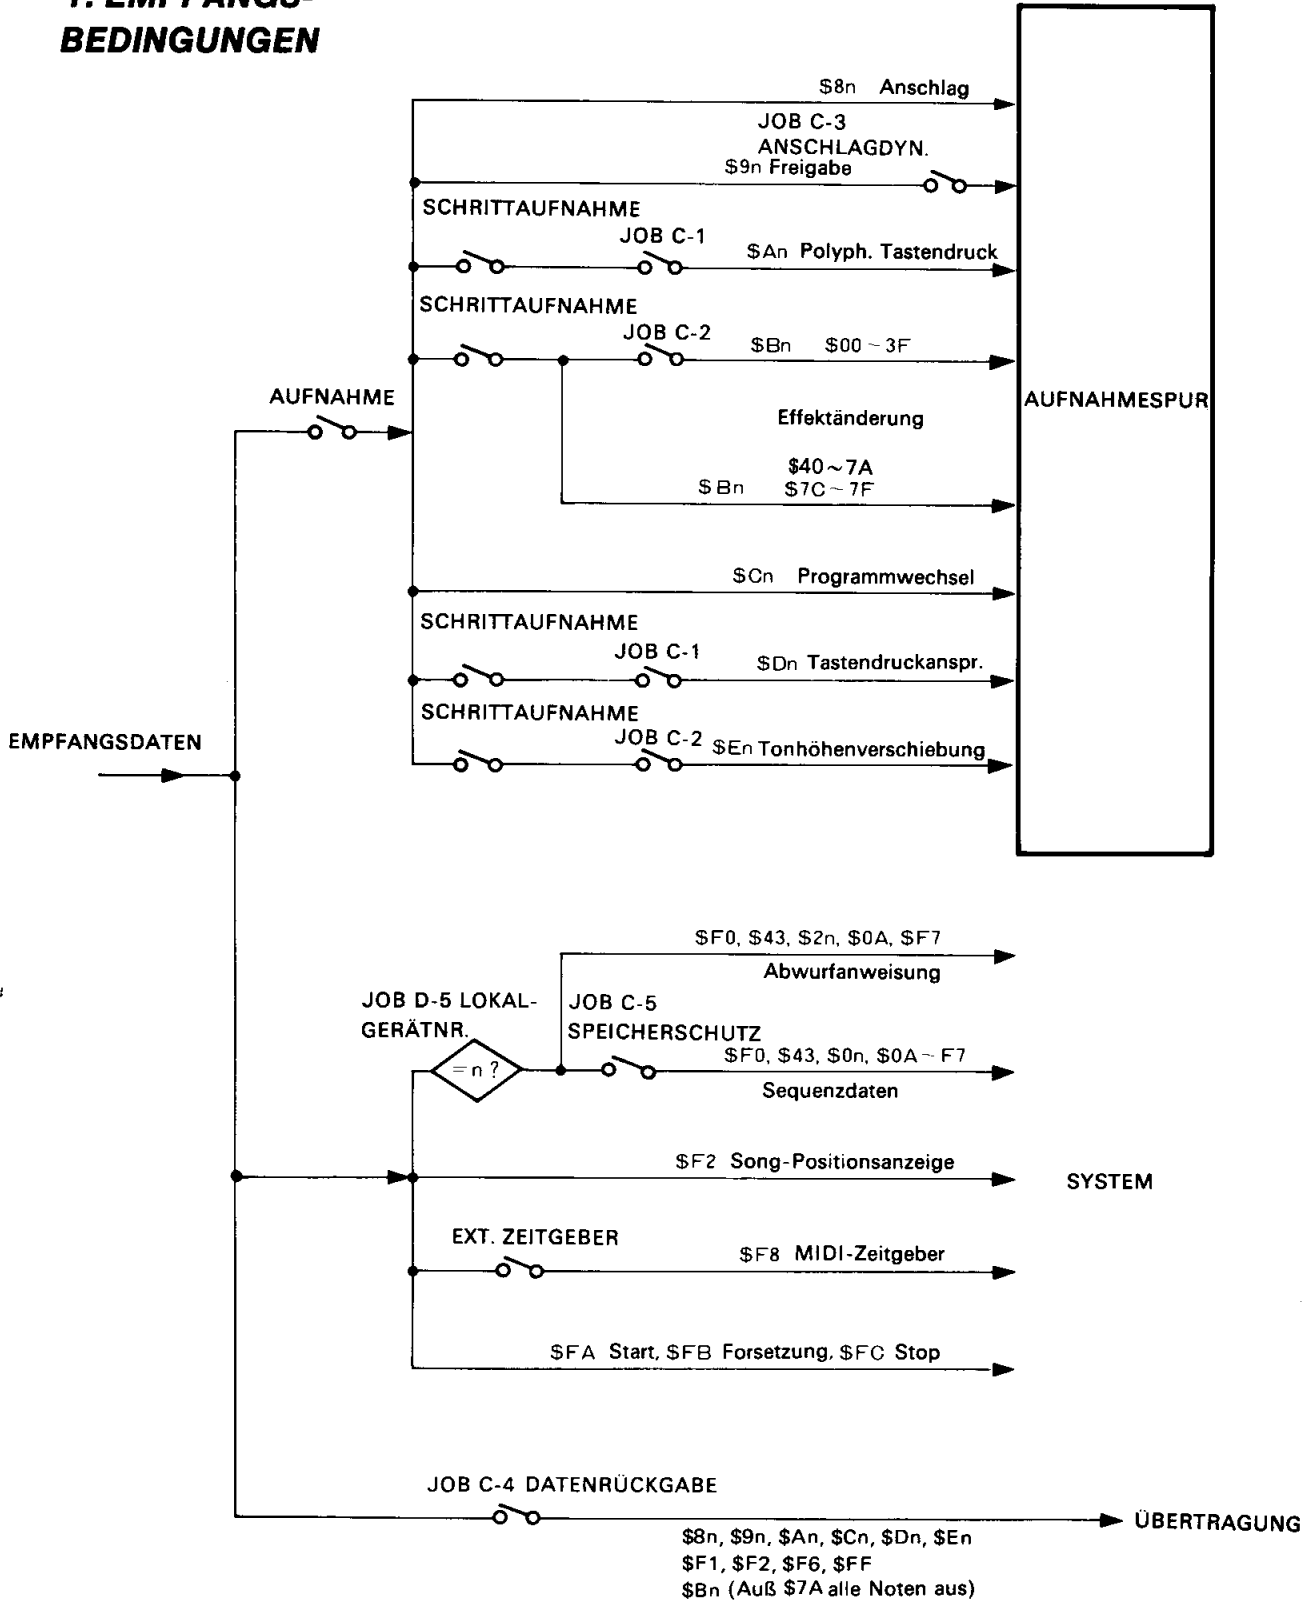 1. EMPFANGS-
BEDINGUNGEN
$8n Anschlag
JOB C-3
ANSCHLAGDYN.
$9n Freigabe
SCHRITTAUFNAHME
JOB C-1
$An Polyph. Tastendruck
SCHRITTAUFNAHME
JOB C-2
$Bn $00~3F
AUFNAHME
AUFNAHMESPUR
Effektänderung
$40~7A
$Bn $7C~7F
$Cn Programmwechsel
SCHRITTAUFNAHME
JOB C-1
$Dn Tastendruckanspr.
SCHRITTAUFNAHME
JOB C-2
$En Tonhöhenverschiebung
EMPFANGSDATEN
$F0, $43, $2n, $0A, $F7
Abwurfanweisung
JOB D-5 LOKAL-
GERÄTNR.
JOB C-5
SPEICHERSCHUTZ
=n ?
$F0, $43, $0n, $0A~F7
Sequenzdaten
$F2 Song-Positionsanzeige
SYSTEM
EXT. ZEITGEBER
$F8 MIDI-Zeitgeber
$FA Start, $FB Forsetzung, $FC Stop
JOB C-4 DATENRÜCKGABE
ÜBERTRAGUNG
$8n, $9n, $An, $Cn, $Dn, $En
$F1, $F2, $F6, $FF
$Bn (Auß $7A alle Noten aus)